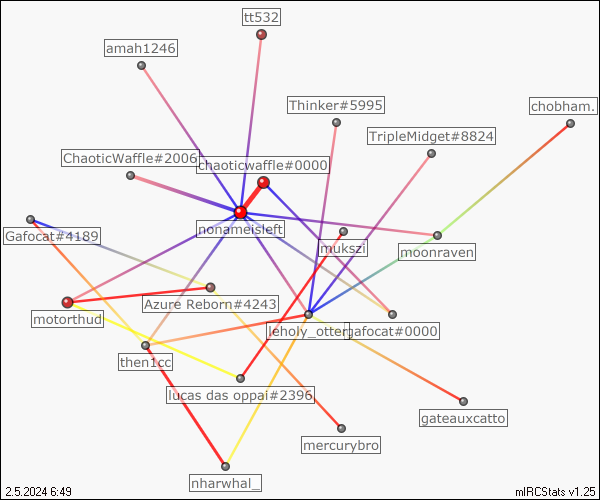 tt532
amah1246
Thinker#5995
chobham.
TripleMidget#8824
ChaoticWaffle#2006
chaoticwaffle#0000
nonameisleft
Gafocat#4189
mukszi
moonraven
Azure Reborn#4243
motorthud
leholy_otter
gafocat#0000
then1cc
lucas das oppai#2396
gateauxcatto
mercurybro
nharwhal_
2.5.2024 6:49
mIRCStats v1.25